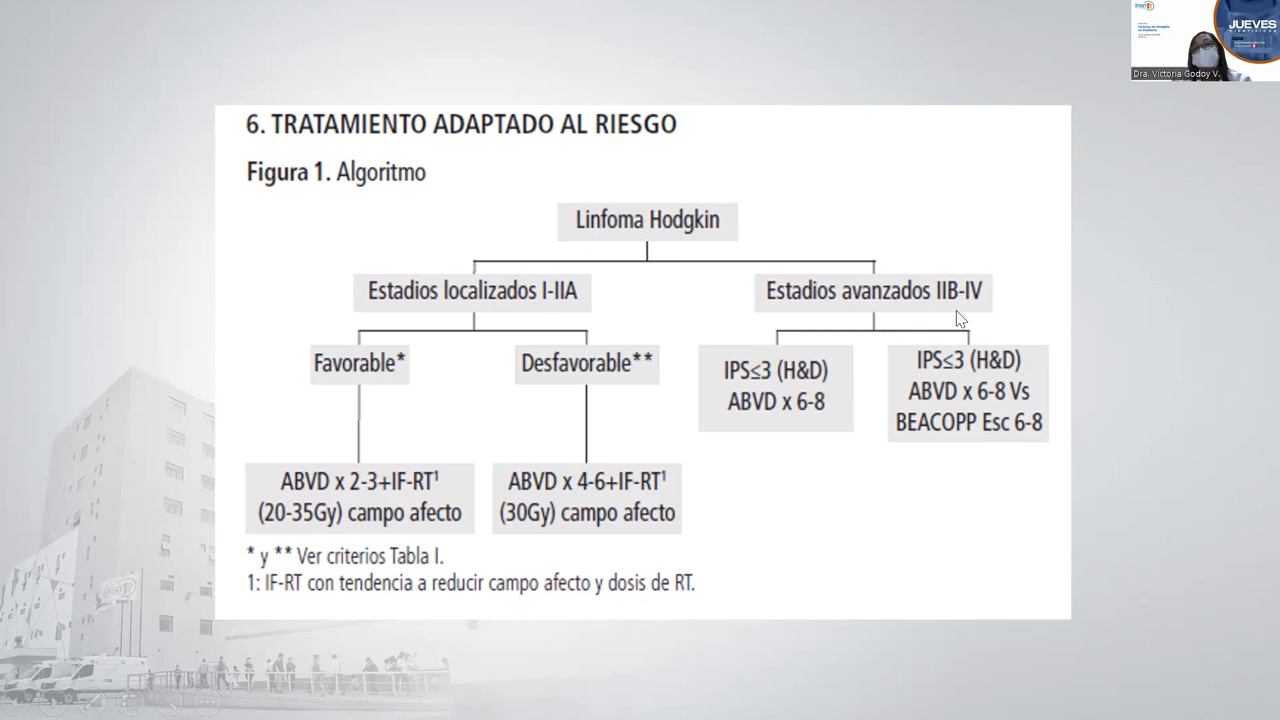 JUEVES
CIENTÍFICOS
Dra. Victoria Godoy V.
6. TRATAMIENTO ADAPTADO AL RIESGO
Figura 1. Algoritmo
Linfoma Hodgkin
Estadios localizados I-IIA
Estadios avanzados IIB-IV
Favorable*
Desfavorable**
IPS≤3 (H&D)
ABVD x 6-8
IPS≤3 (H&D)
ABVD x 6-8 Vs
BEACOPP Esc 6-8
ABVD x 2-3+IF-RT¹
(20-35Gy) campo afecto
ABVD x 4-6+IF-RT¹
(30Gy) campo afecto
* y ** Ver criterios Tabla I.
1: IF-RT con tendencia a reducir campo afecto y dosis de RT.